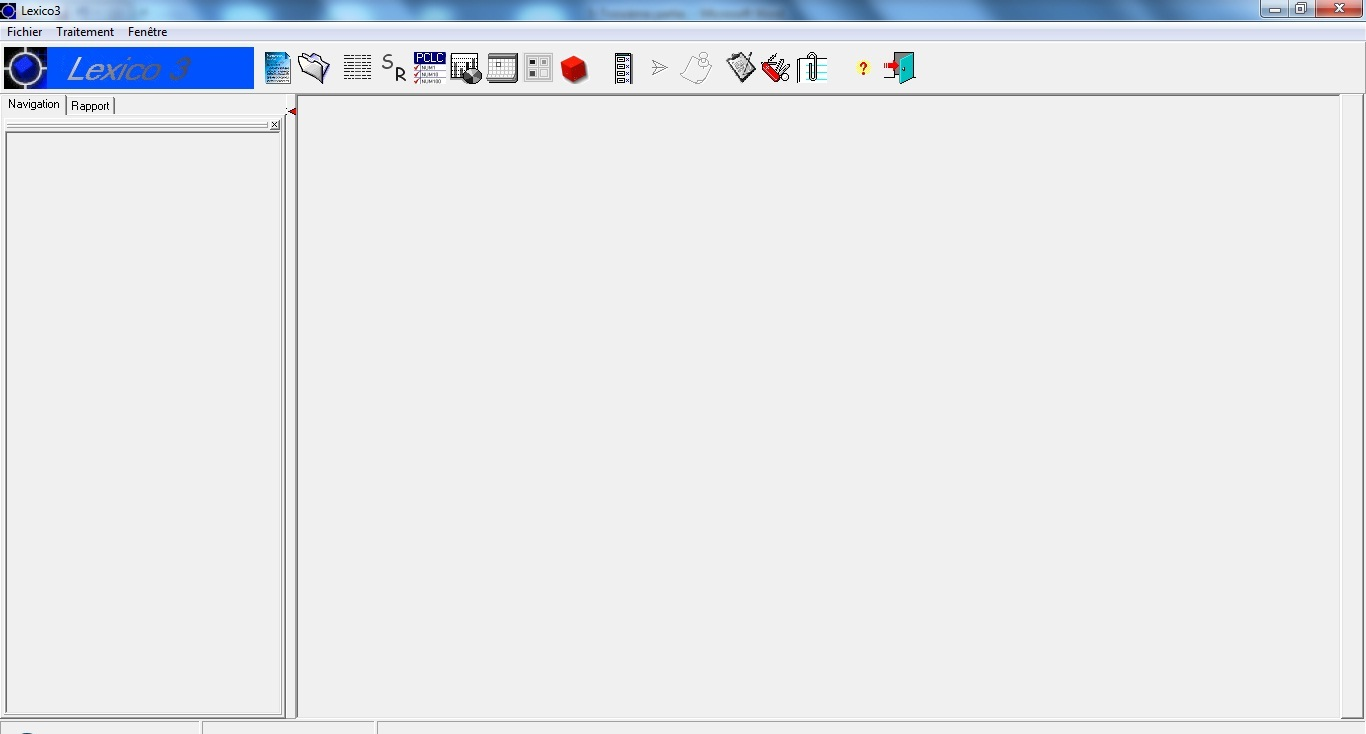 Lexico3
Fichier Traitement Fenêtre
Lexico 3
S R
PCLC
NUM1
NUM10
NUM100
?
Navigation Rapport